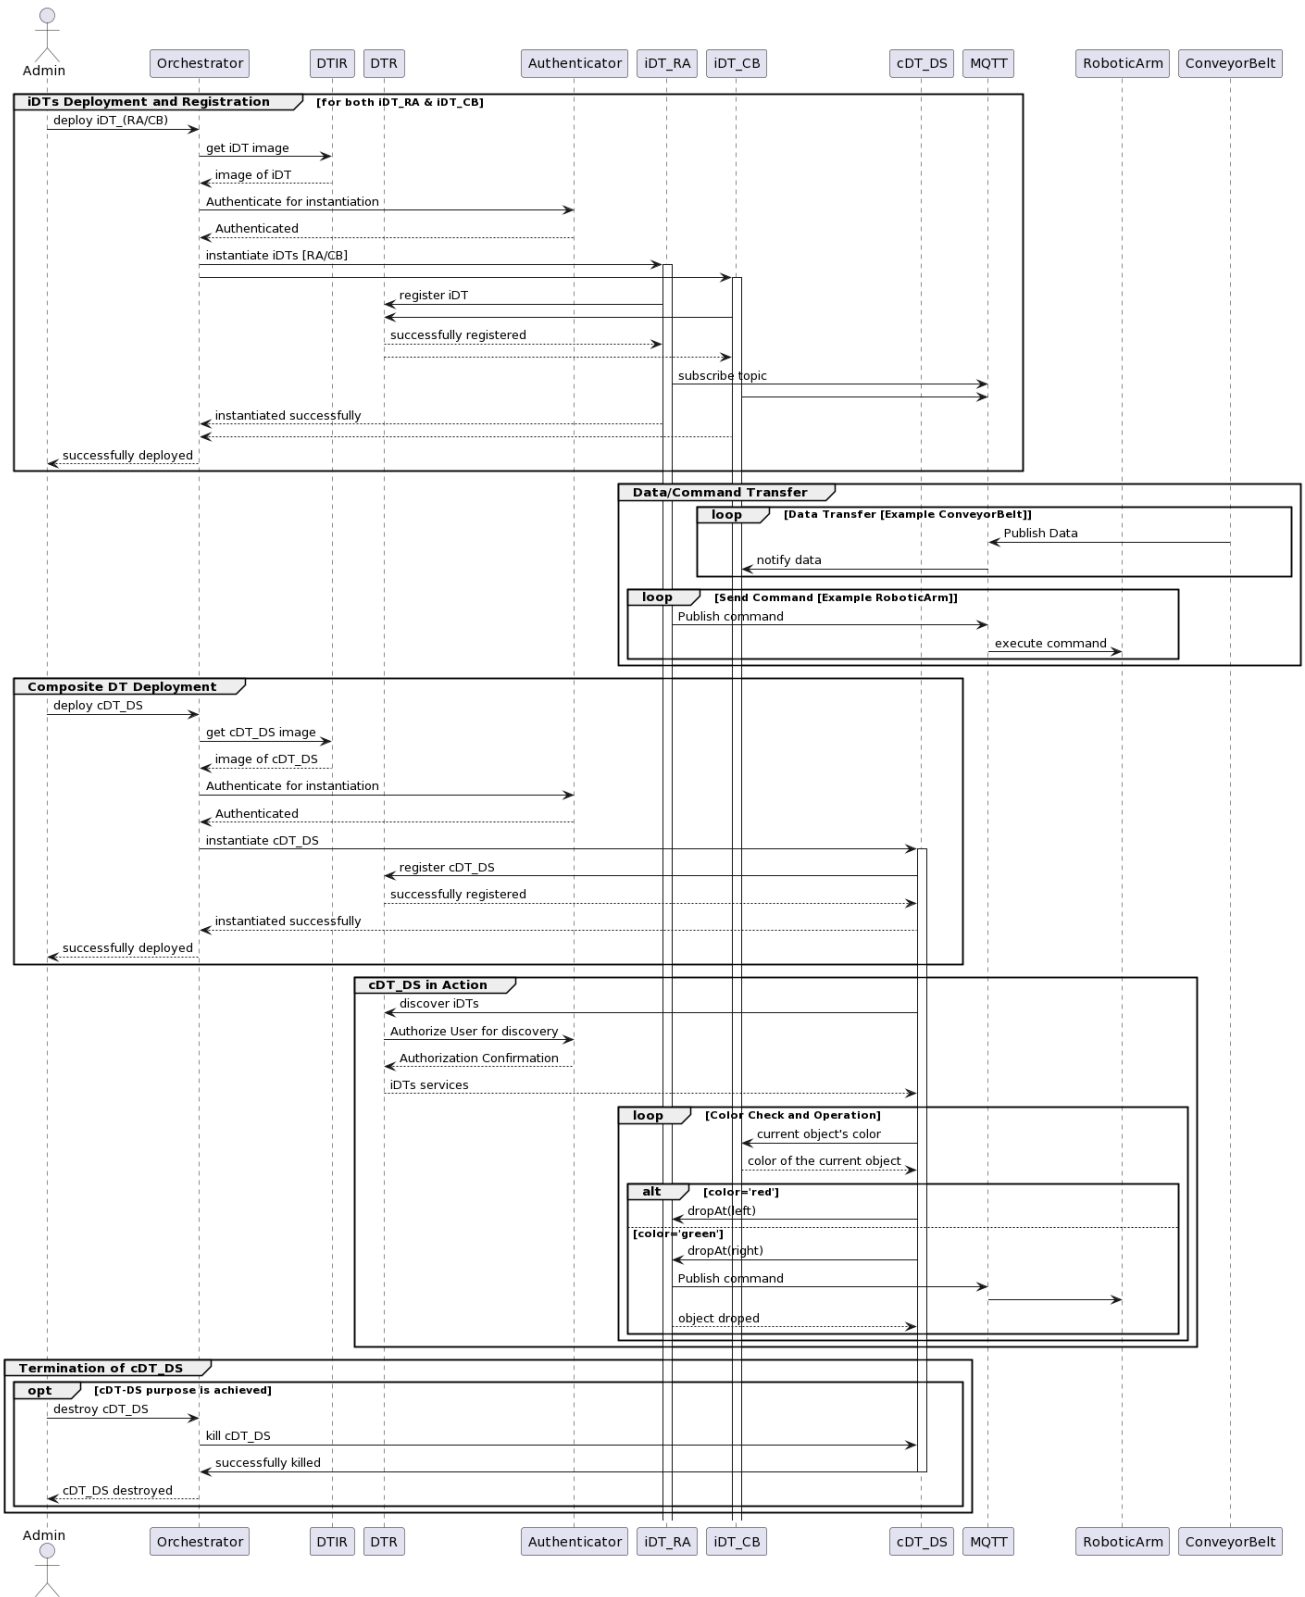 Admin
Orchestrator
DTIR
DTR
Authenticator
iDT_RA
iDT_CB
cDT_DS
MQTT
RoboticArm
ConveyorBelt
iDTs Deployment and Registration [for both iDT_RA & iDT_CB]
deploy iDT_(RA/CB)
get iDT image
image of iDT
Authenticate for instantiation
Authenticated
instantiate iDTs [RA/CB]
register iDT
successfully registered
subscribe topic
instantiated successfully
successfully deployed
Data/Command Transfer
loop [Data Transfer [Example ConveyorBelt]]
Publish Data
notify data
loop [Send Command [Example RoboticArm]]
Publish command
execute command
Composite DT Deployment
deploy cDT_DS
get cDT_DS image
image of cDT_DS
Authenticate for instantiation
Authenticated
instantiate cDT_DS
register cDT_DS
successfully registered
instantiated successfully
successfully deployed
cDT_DS in Action
discover iDTs
Authorize User for discovery
Authorization Confirmation
iDTs services
loop [Color Check and Operation]
current object's color
color of the current object
alt [color='red']
dropAt(left)
[color='green']
dropAt(right)
Publish command
object droped
Termination of cDT_DS
opt [cDT-DS purpose is achieved]
destroy cDT_DS
kill cDT_DS
successfully killed
cDT_DS destroyed
Admin
Orchestrator
DTIR
DTR
Authenticator
iDT_RA
iDT_CB
cDT_DS
MQTT
RoboticArm
ConveyorBelt